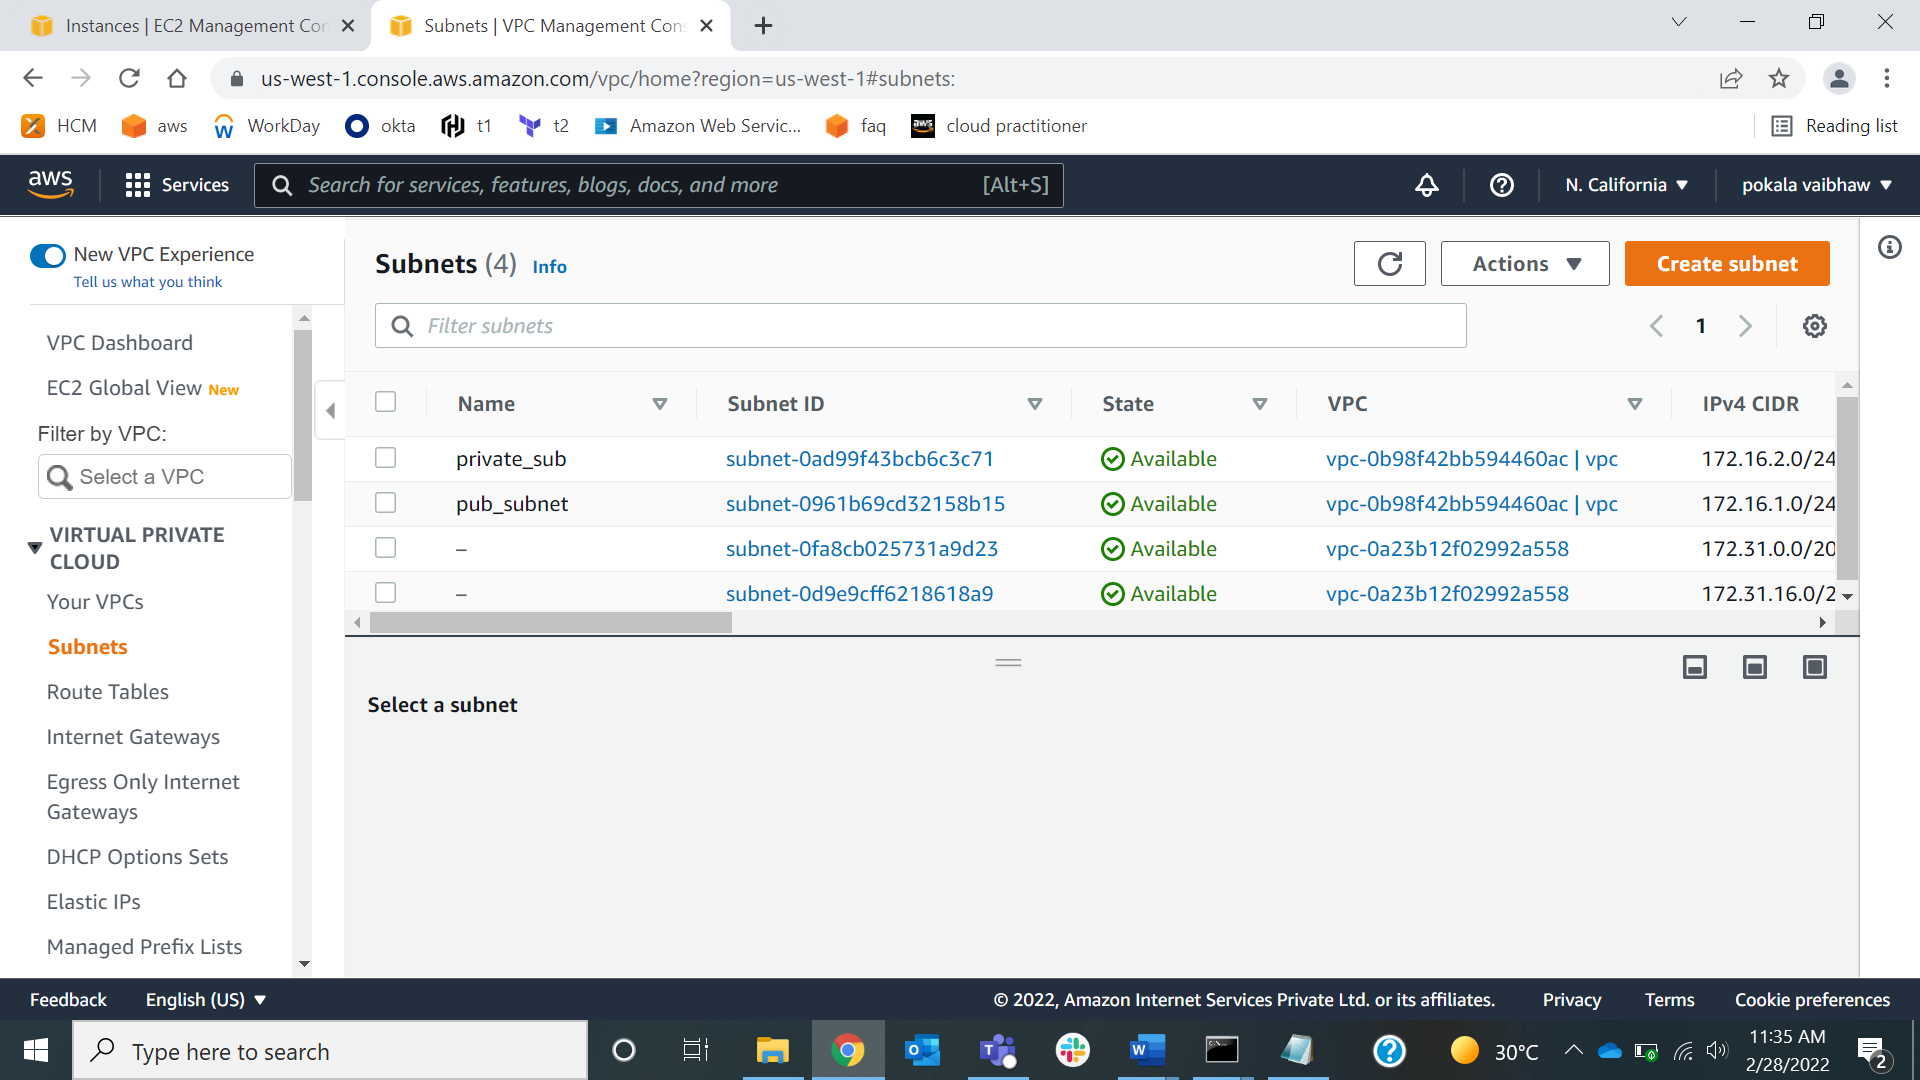 Instances | EC2 Management Con
Subnets | VPC Management Cons
us-west-1.console.aws.amazon.com/vpc/home?region=us-west-1#subnets:
HCM aws WorkDay okta t1 t2 Amazon Web Servic... faq cloud practitioner Reading list
aws Services Search for services, features, blogs, docs, and more [Alt+S] N. California pokala vaibhaw
New VPC Experience
Tell us what you think
VPC Dashboard
EC2 Global View New
Filter by VPC:
Select a VPC
VIRTUAL PRIVATE
CLOUD
Your VPCs
Subnets
Route Tables
Internet Gateways
Egress Only Internet
Gateways
DHCP Options Sets
Elastic IPs
Managed Prefix Lists
Subnets (4) Info
Actions
Create subnet
Filter subnets
1
Name Subnet ID State VPC IPv4 CIDR
private_sub subnet-0ad99f43bcb6c3c71 Available vpc-0b98f42bb594460ac | vpc 172.16.2.0/24
pub_subnet subnet-0961b69cd32158b15 Available vpc-0b98f42bb594460ac | vpc 172.16.1.0/24
– subnet-0fa8cb025731a9d23 Available vpc-0a23b12f02992a558 172.31.0.0/20
– subnet-0d9e9cff6218618a9 Available vpc-0a23b12f02992a558 172.31.16.0/2
Select a subnet
Feedback English (US) © 2022, Amazon Internet Services Private Ltd. or its affiliates. Privacy Terms Cookie preferences
Type here to search
30°C
11:35 AM
2/28/2022
2